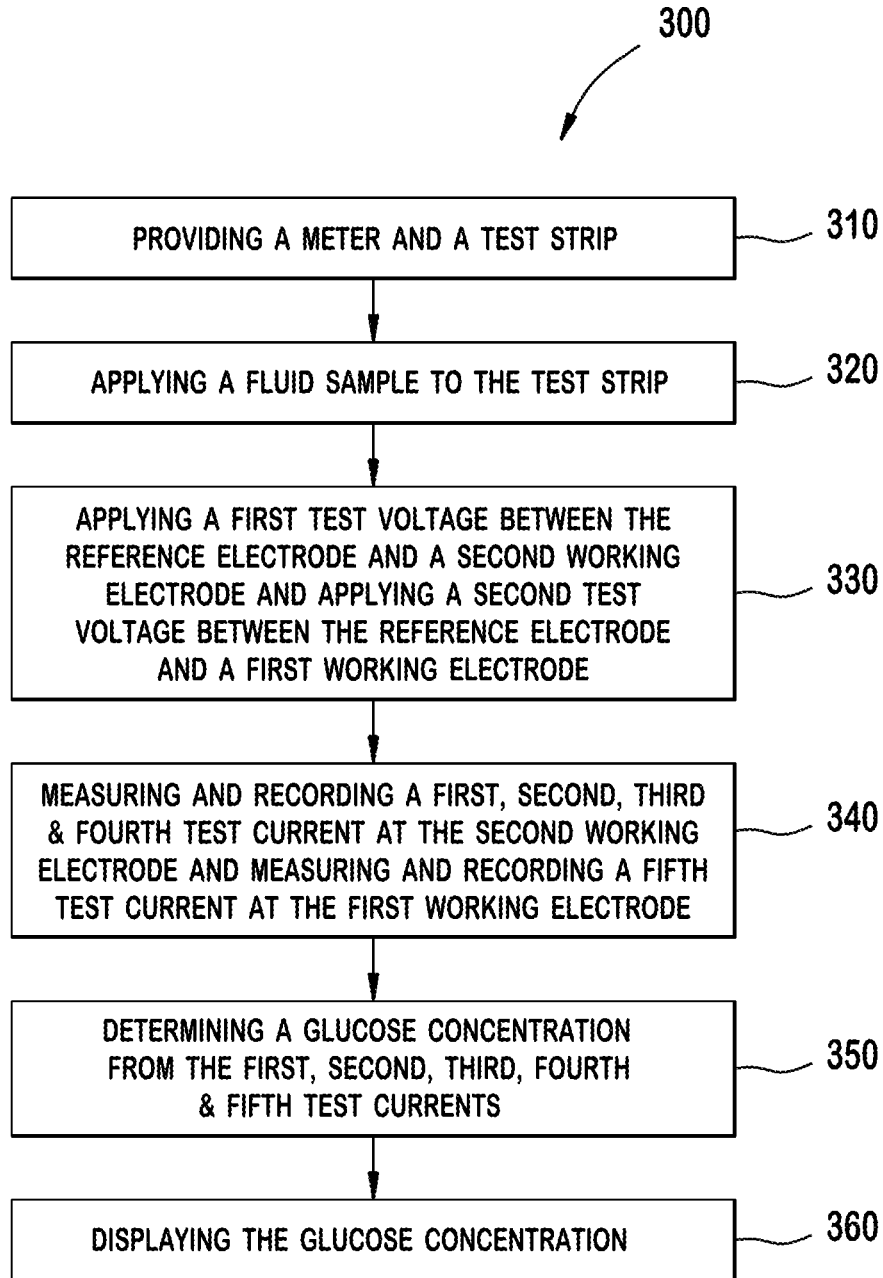 300
PROVIDING A METER AND A TEST STRIP
310
APPLYING A FLUID SAMPLE TO THE TEST STRIP
320
APPLYING A FIRST TEST VOLTAGE BETWEEN THE
REFERENCE ELECTRODE AND A SECOND WORKING
ELECTRODE AND APPLYING A SECOND TEST
VOLTAGE BETWEEN THE REFERENCE ELECTRODE
AND A FIRST WORKING ELECTRODE
330
MEASURING AND RECORDING A FIRST, SECOND, THIRD
& FOURTH TEST CURRENT AT THE SECOND WORKING
ELECTRODE AND MEASURING AND RECORDING A FIFTH
TEST CURRENT AT THE FIRST WORKING ELECTRODE
340
DETERMINING A GLUCOSE CONCENTRATION
FROM THE FIRST, SECOND, THIRD, FOURTH
& FIFTH TEST CURRENTS
350
DISPLAYING THE GLUCOSE CONCENTRATION
360